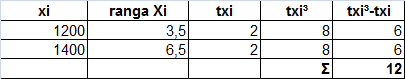 xi ranga Xi txi txi³ txi³-txi
1200 3,5 2 8 6
1400 6,5 2 8 6
Σ 12